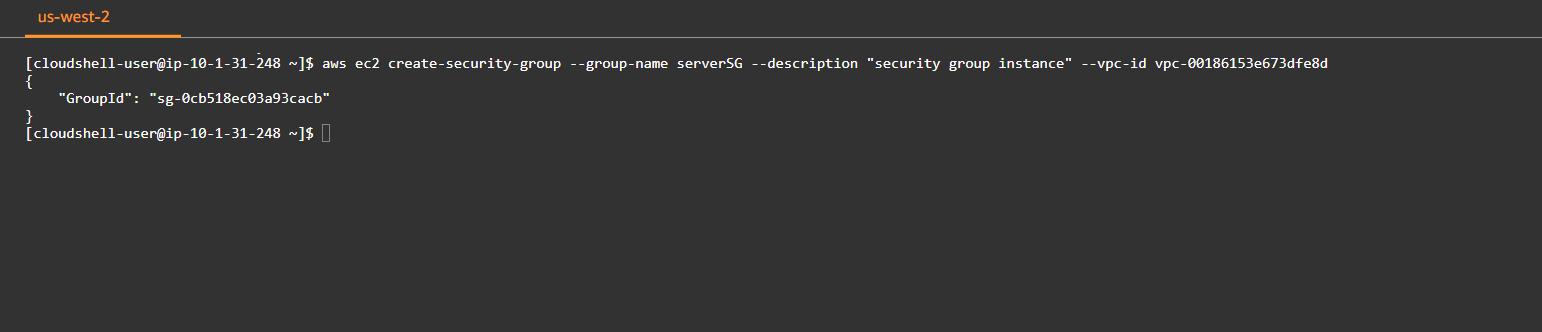 us-west-2
[cloudshell-user@ip-10-1-31-248 ~]$ aws ec2 create-security-group --group-name serverSG --description "security group instance" --vpc-id vpc-00186153e673dfe8d
{
    "GroupId": "sg-0cb518ec03a93cacb"
}
[cloudshell-user@ip-10-1-31-248 ~]$